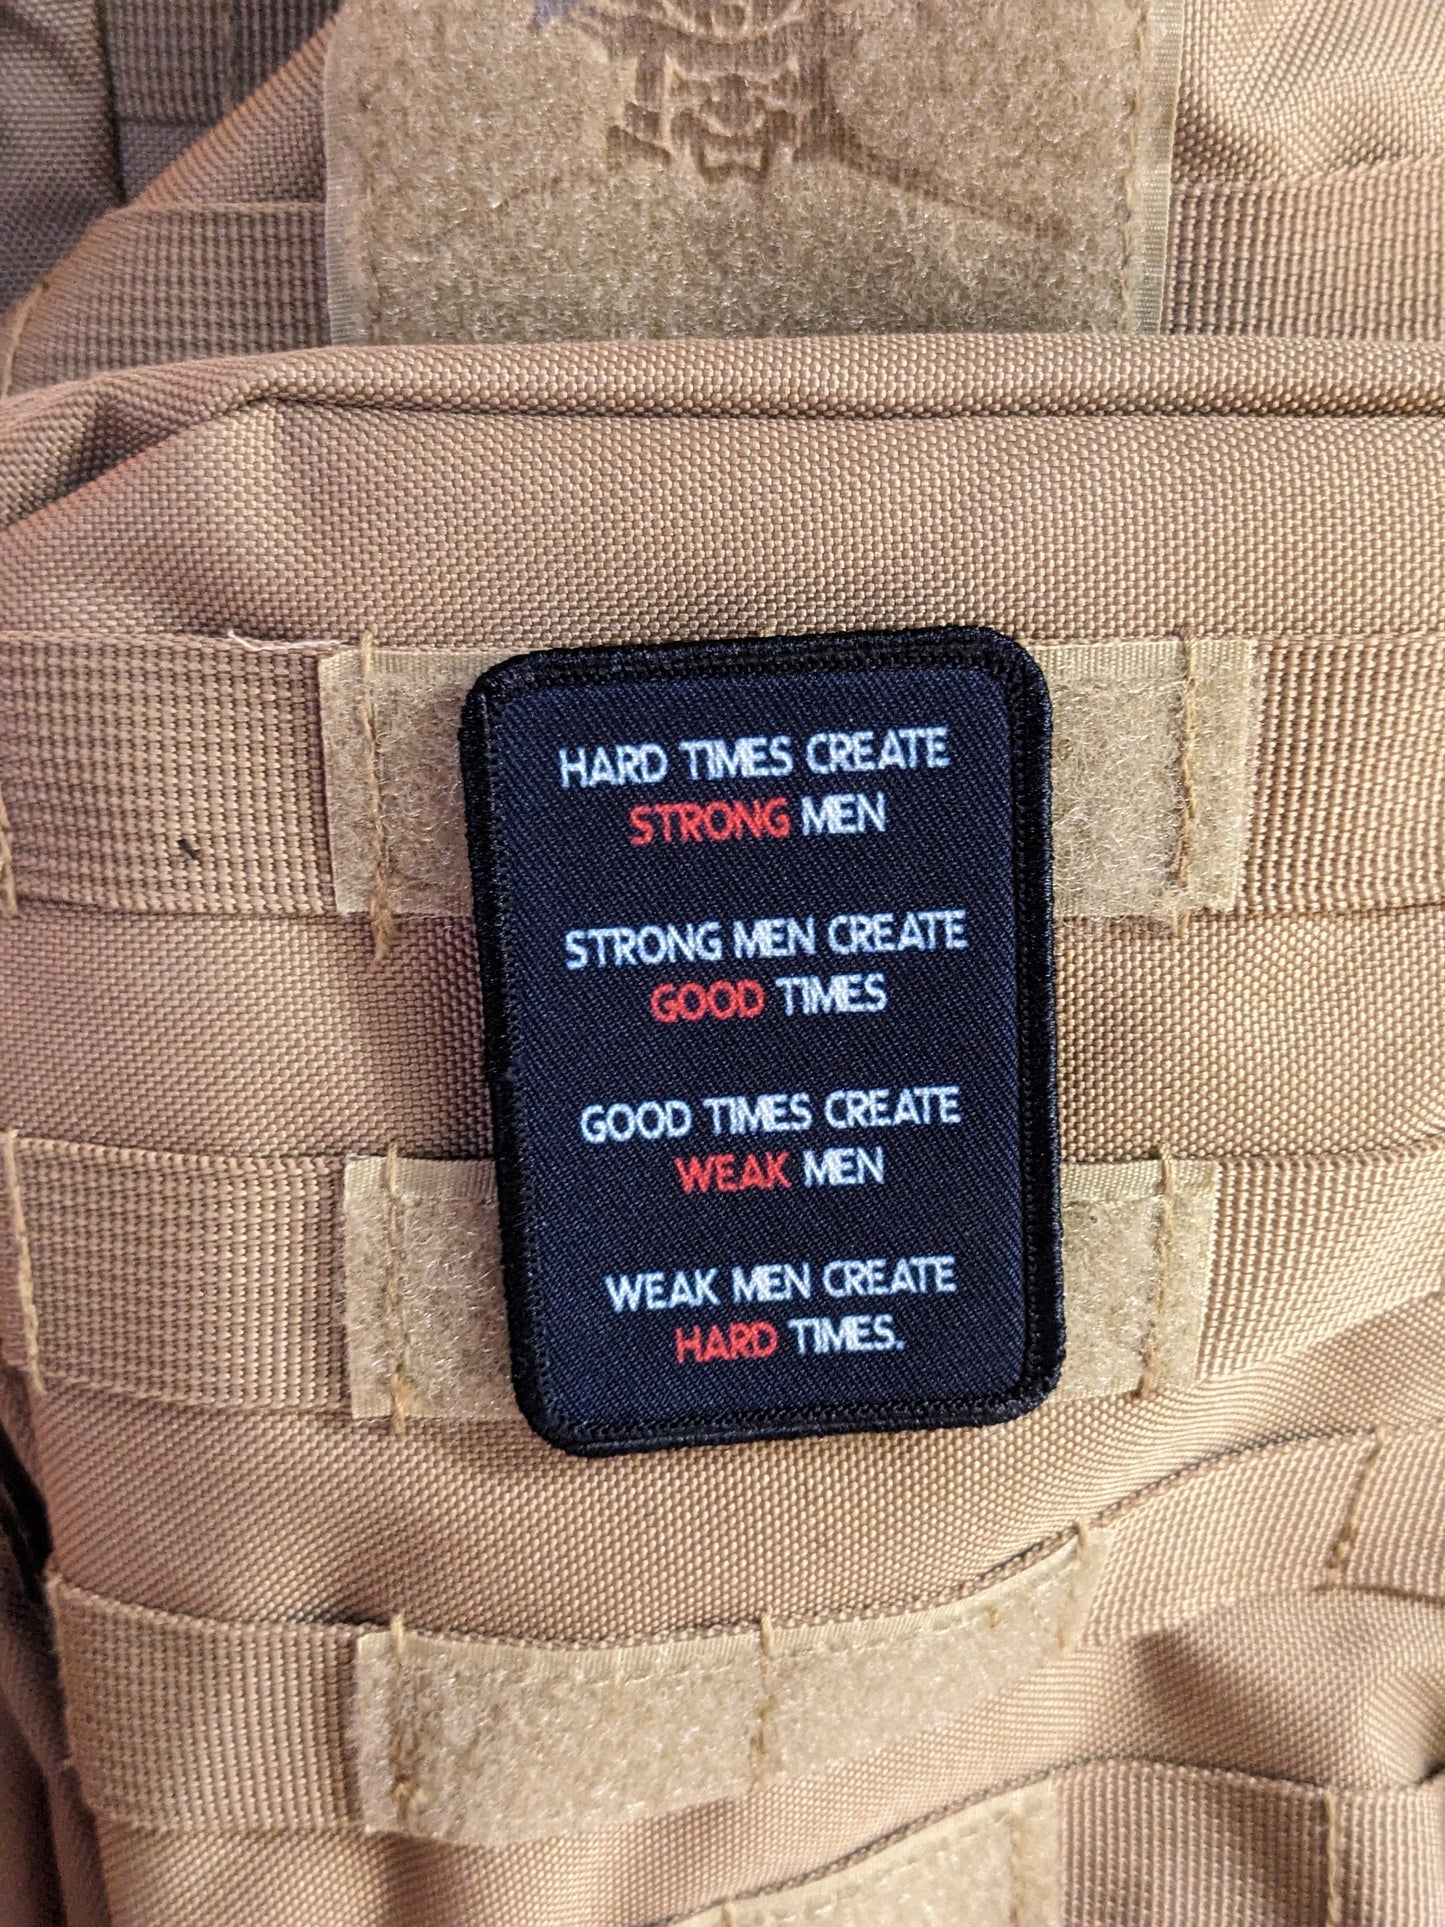 HARD TIMES CREATE
STRONG MEN
STRONG MEN CREATE
GOOD TIMES
GOOD TIMES CREATE
WEAK MEN
WEAK MEN CREATE
HARD TIMES.